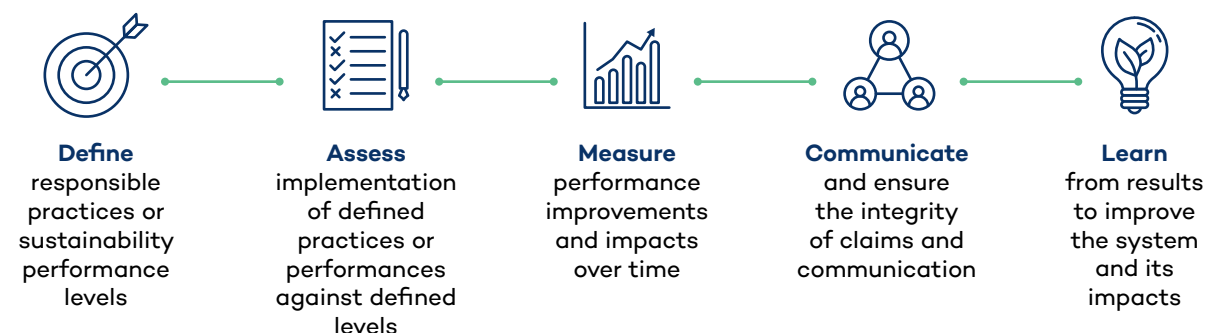 Define
responsible
practices or
sustainability
performance
levels
Assess
implementation
of defined
practices or
performances
against defined
levels
Measure
performance
improvements
and impacts
over time
Communicate
and ensure
the integrity
of claims and
communication
Learn
from results
to improve
the system
and its
impacts